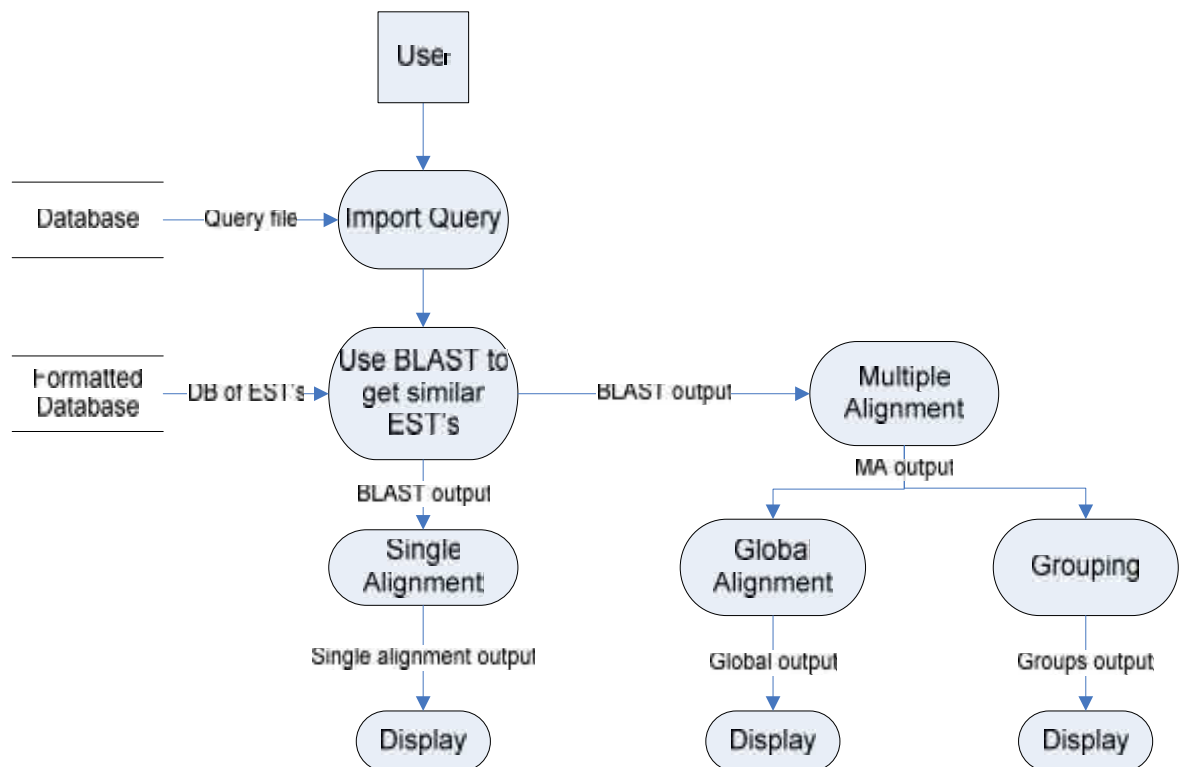 User
Database
Query file
Import Query
Formatted
Database
DB of EST's
Use BLAST to
get similar
EST's
BLAST output
Multiple
Alignment
MA output
BLAST output
Single
Alignment
Global
Alignment
Grouping
Single alignment output
Global output
Groups output
Display
Display
Display